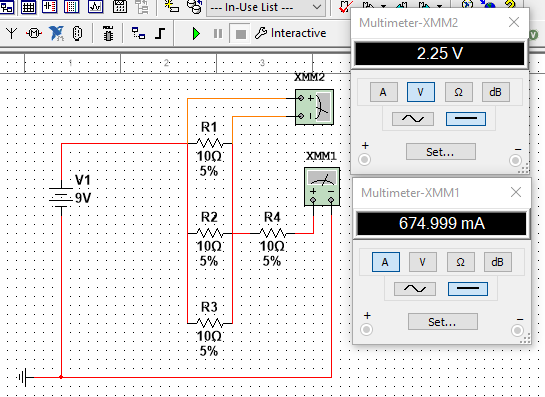 --- In-Use List ---
Interactive
1
2
3
XMM2
R1
10Ω
5%
XMM1
V1
9V
R2
10Ω
5%
R4
10Ω
5%
R3
10Ω
5%
Multimeter-XMM2
2.25 V
A V Ω dB
+ −
Set...
Multimeter-XMM1
674.999 mA
A V Ω dB
+ −
Set...